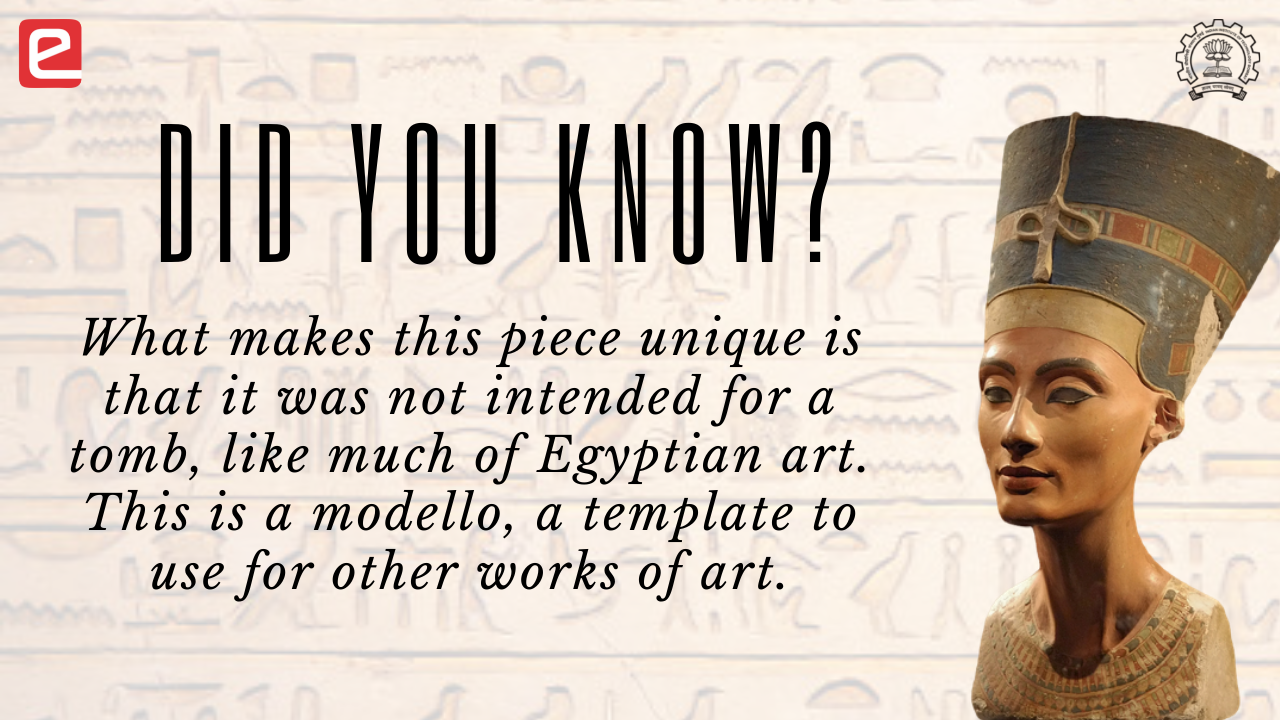 e
DID YOU KNOW?
What makes this piece unique is
that it was not intended for a
tomb, like much of Egyptian art.
This is a modello, a template to
use for other works of art.